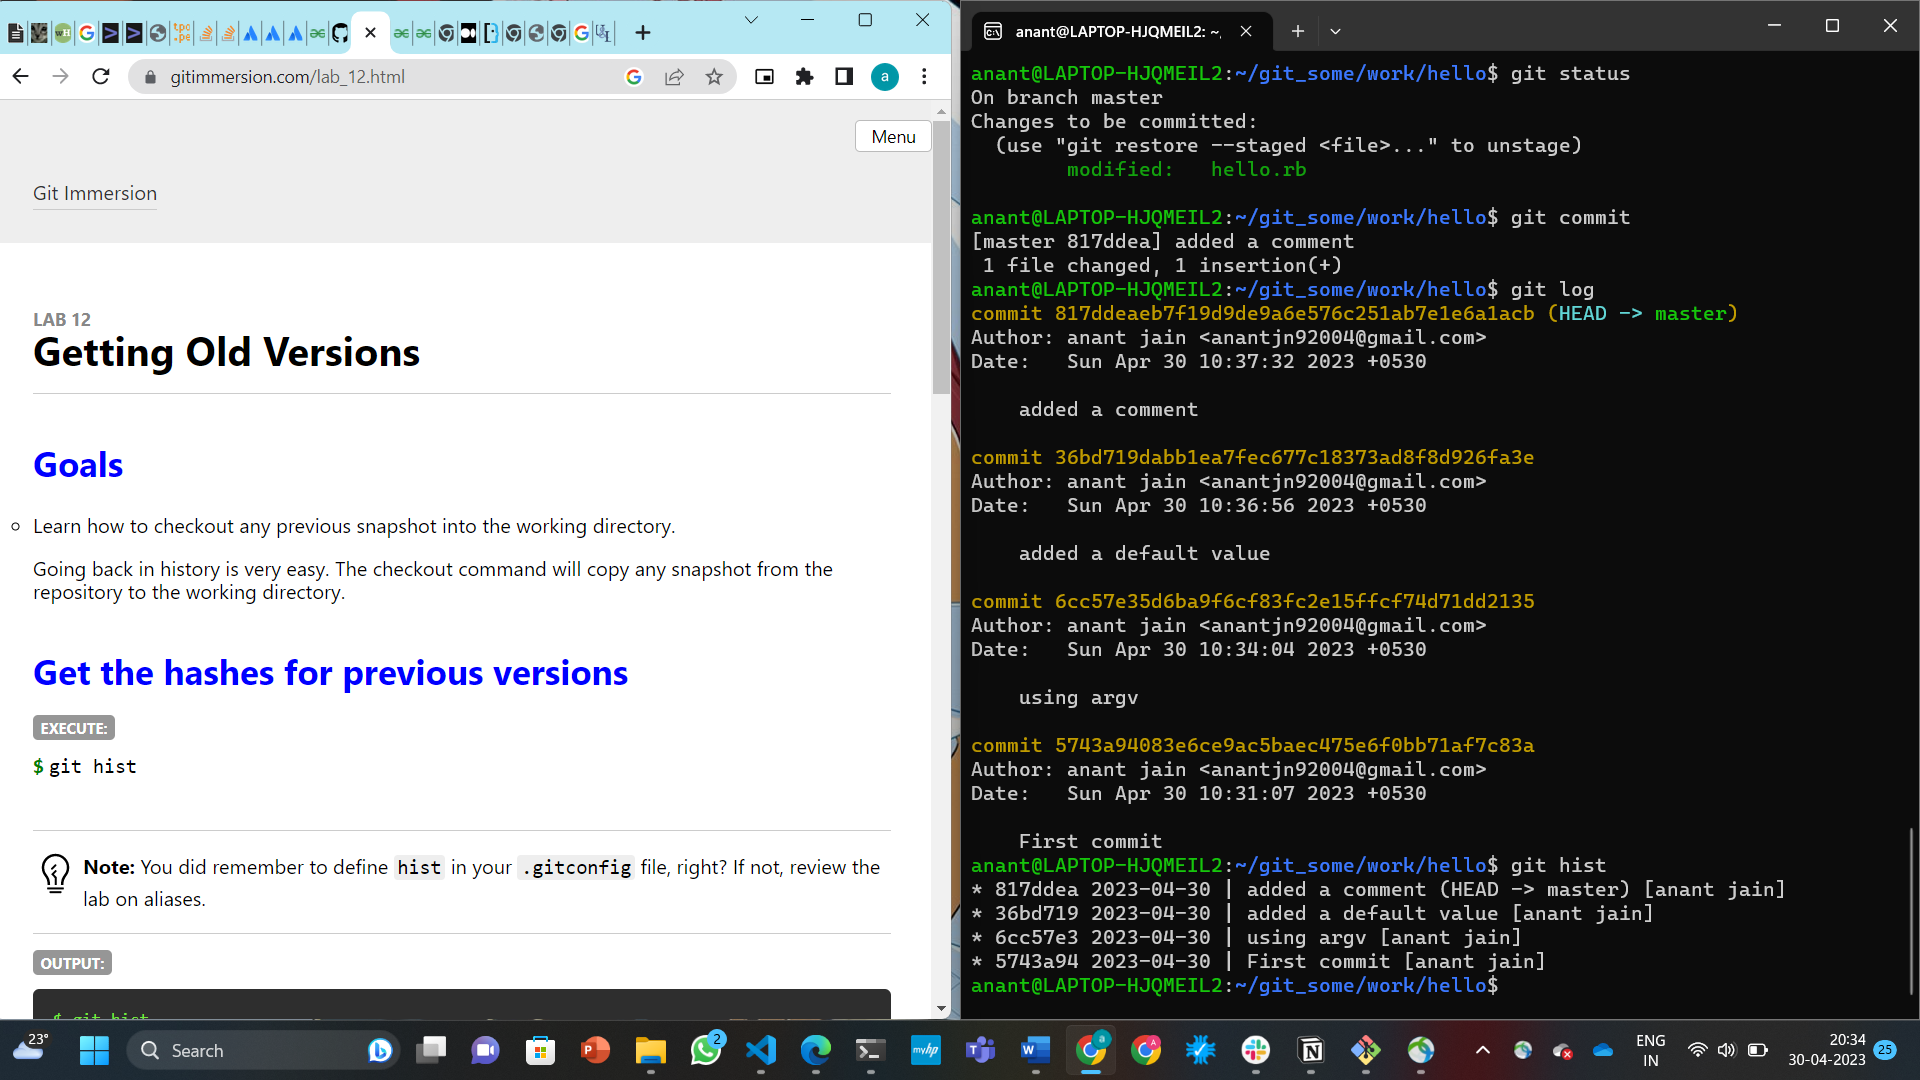 gitimmersion.com/lab_12.html
a
Menu
Git Immersion
LAB 12
Getting Old Versions
Goals
Learn how to checkout any previous snapshot into the working directory.
Going back in history is very easy. The checkout command will copy any snapshot from the
repository to the working directory.
Get the hashes for previous versions
EXECUTE:
$ git hist
Note: You did remember to define hist in your .gitconfig file, right? If not, review the
lab on aliases.
OUTPUT:
$ git hist
anant@LAPTOP-HJQMEIL2: ~,
anant@LAPTOP-HJQMEIL2:~/git_some/work/hello$ git status
On branch master
Changes to be committed:
(use "git restore --staged <file>..." to unstage)
modified:   hello.rb
anant@LAPTOP-HJQMEIL2:~/git_some/work/hello$ git commit
[master 817ddea] added a comment
1 file changed, 1 insertion(+)
anant@LAPTOP-HJQMEIL2:~/git_some/work/hello$ git log
commit 817ddeaeb7f19d9de9a6e576c251ab7e1e6a1acb (HEAD -> master)
Author: anant jain <anantjn92004@gmail.com>
Date:   Sun Apr 30 10:37:32 2023 +0530
added a comment
commit 36bd719dabb1ea7fec677c18373ad8f8d926fa3e
Author: anant jain <anantjn92004@gmail.com>
Date:   Sun Apr 30 10:36:56 2023 +0530
added a default value
commit 6cc57e35d6ba9f6cf83fc2e15ffcf74d71dd2135
Author: anant jain <anantjn92004@gmail.com>
Date:   Sun Apr 30 10:34:04 2023 +0530
using argv
commit 5743a94083e6ce9ac5baec475e6f0bb71af7c83a
Author: anant jain <anantjn92004@gmail.com>
Date:   Sun Apr 30 10:31:07 2023 +0530
First commit
anant@LAPTOP-HJQMEIL2:~/git_some/work/hello$ git hist
* 817ddea 2023-04-30 | added a comment (HEAD -> master) [anant jain]
* 36bd719 2023-04-30 | added a default value [anant jain]
* 6cc57e3 2023-04-30 | using argv [anant jain]
* 5743a94 2023-04-30 | First commit [anant jain]
anant@LAPTOP-HJQMEIL2:~/git_some/work/hello$
23°
Search
2
myhp
a
ENG
IN
20:34
30-04-2023
25